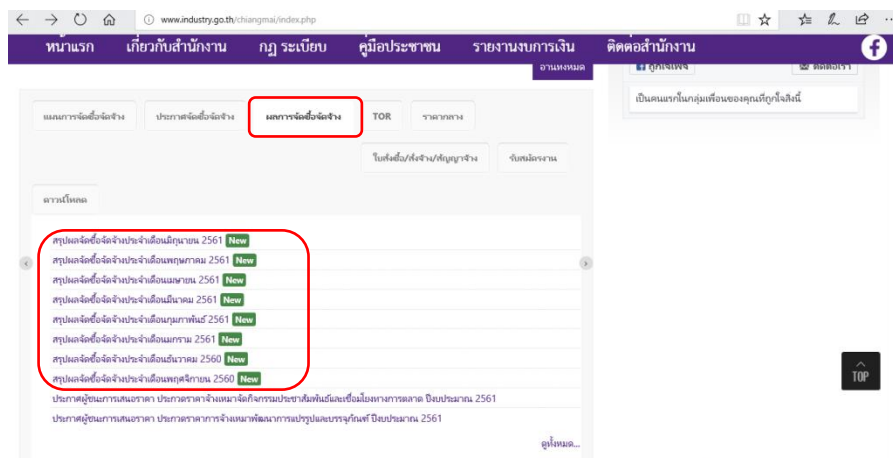 www.industry.go.th/chiangmai/index.php
หน้าแรก เกี่ยวกับสำนักงาน กฎ ระเบียบ คู่มือประชาชน รายงานงบการเงิน ติดต่อสำนักงาน
อ่านทั้งหมด ถูกใจเพจ ติดต่อเรา
เป็นคนแรกในกลุ่มเพื่อนของคุณที่ถูกใจสิ่งนี้
แผนการจัดซื้อจัดจ้าง ประกาศจัดซื้อจัดจ้าง ผลการจัดซื้อจัดจ้าง TOR ราคากลาง
ใบสั่งซื้อ/สั่งจ้าง/สัญญาจ้าง รับสมัครงาน
ดาวน์โหลด
สรุปผลจัดซื้อจัดจ้างประจำเดือนมิถุนายน 2561 New
สรุปผลจัดซื้อจัดจ้างประจำเดือนพฤษภาคม 2561 New
สรุปผลจัดซื้อจัดจ้างประจำเดือนเมษายน 2561 New
สรุปผลจัดซื้อจัดจ้างประจำเดือนมีนาคม 2561 New
สรุปผลจัดซื้อจัดจ้างประจำเดือนกุมภาพันธ์ 2561 New
สรุปผลจัดซื้อจัดจ้างประจำเดือนมกราม 2561 New
สรุปผลจัดซื้อจัดจ้างประจำเดือนธันวาคม 2560 New
สรุปผลจัดซื้อจัดจ้างประจำเดือนพฤศจิกายน 2560 New
ประกาศผู้ชนะการเสนอราคา ประกวดราคาจ้างเหมาจัดกิจกรรมประชาสัมพันธ์และเชื่อมโยงทางการตลาด ปีงบประมาณ 2561
ประกาศผู้ชนะการเสนอราคา ประกวดราคาการจ้างเหมาพัฒนาการแปรรูปและบรรจุภัณฑ์ ปีงบประมาณ 2561
ดูทั้งหมด...
TOP